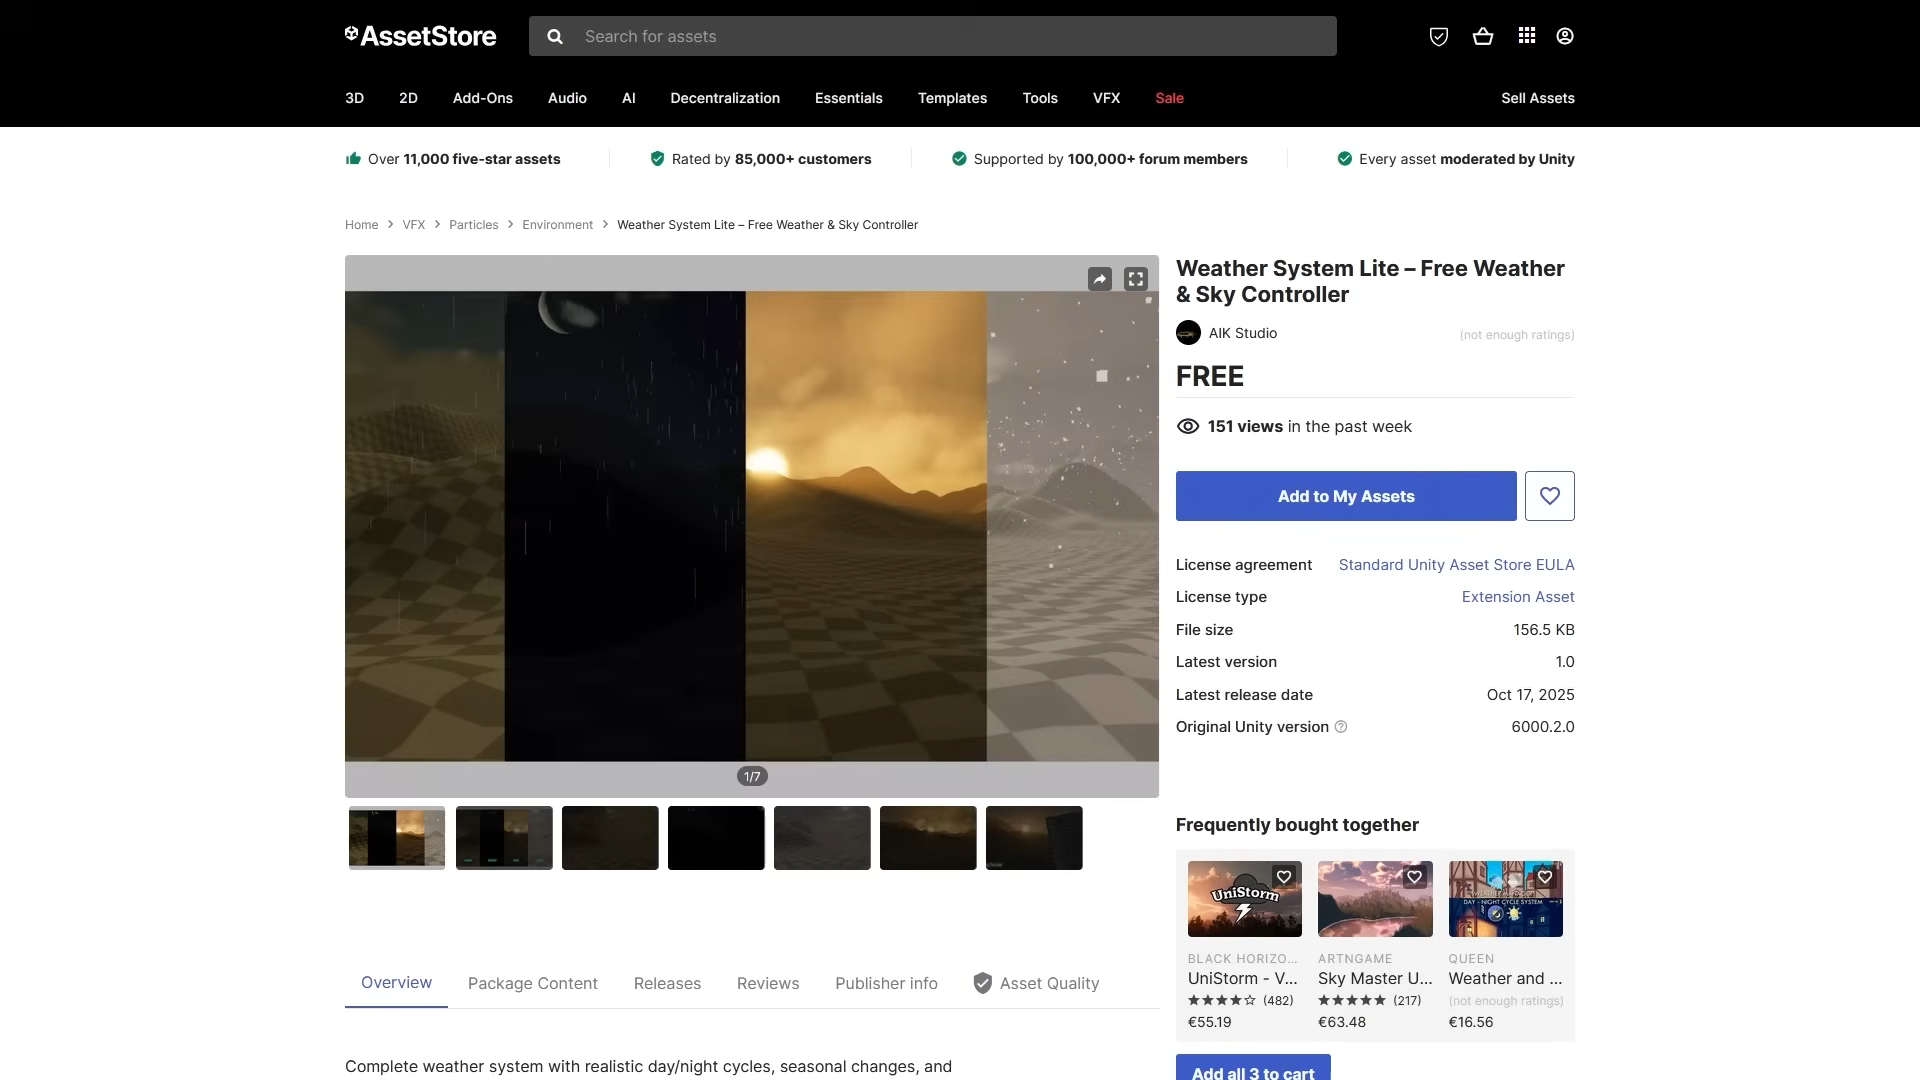 AssetStore
Search for assets
3D 2D Add-Ons Audio AI Decentralization Essentials Templates Tools VFX Sale Sell Assets
Over 11,000 five-star assets
Rated by 85,000+ customers
Supported by 100,000+ forum members
Every asset moderated by Unity
Home > VFX > Particles > Environment > Weather System Lite – Free Weather & Sky Controller
Weather System Lite – Free Weather
& Sky Controller
AIK Studio
(not enough ratings)
FREE
151 views in the past week
Add to My Assets
License agreement Standard Unity Asset Store EULA
License type Extension Asset
File size 156.5 KB
Latest version 1.0
Latest release date Oct 17, 2025
Original Unity version 6000.2.0
1/7
Frequently bought together
UniStorm
DAY - NIGHT CYCLE SYSTEM
BLACK HORIZO... ARTNGAME QUEEN
UniStorm - V... Sky Master U... Weather and ...
(482) (217) (not enough ratings)
€55.19 €63.48 €16.56
Add all 3 to cart
Overview Package Content Releases Reviews Publisher info Asset Quality
Complete weather system with realistic day/night cycles, seasonal changes, and